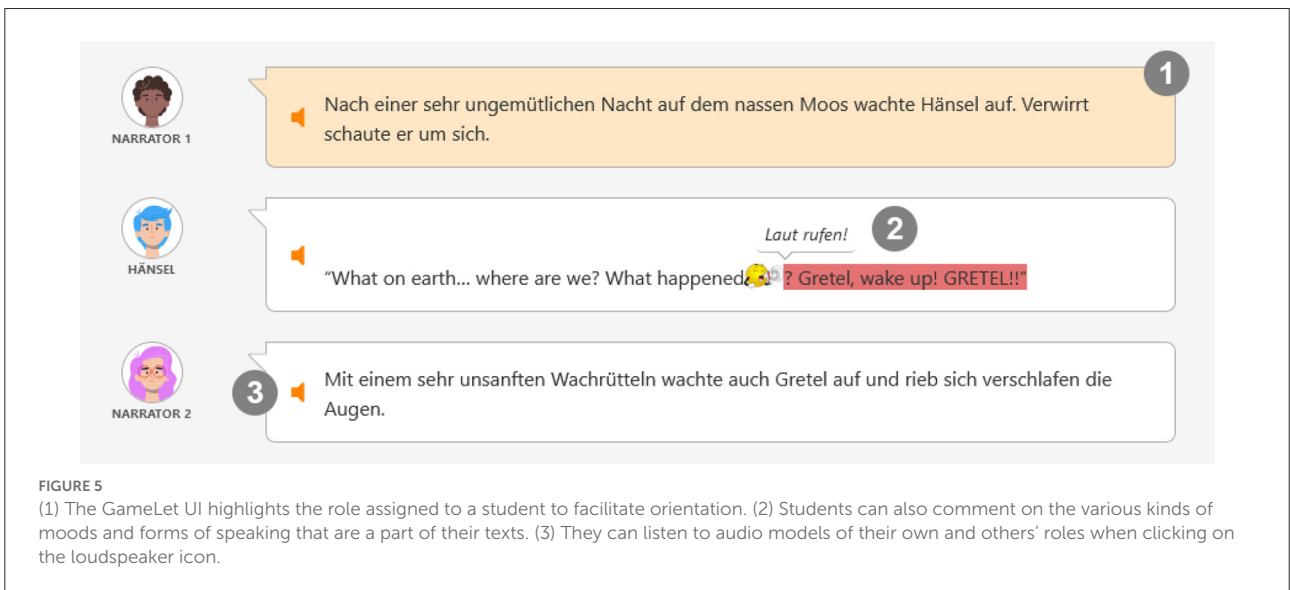 1
Nach einer sehr ungemütlichen Nacht auf dem nassen Moos wachte Hänsel auf. Verwirrt
schaute er um sich.
NARRATOR 1
Laut rufen!
2
“What on earth... where are we? What happened ? Gretel, wake up! GRETEL!!”
HÄNSEL
Mit einem sehr unsanften Wachrütteln wachte auch Gretel auf und rieb sich verschlafen die
Augen.
3
NARRATOR 2
FIGURE 5
(1) The GameLet UI highlights the role assigned to a student to facilitate orientation. (2) Students can also comment on the various kinds of
moods and forms of speaking that are a part of their texts. (3) They can listen to audio models of their own and others’ roles when clicking on
the loudspeaker icon.